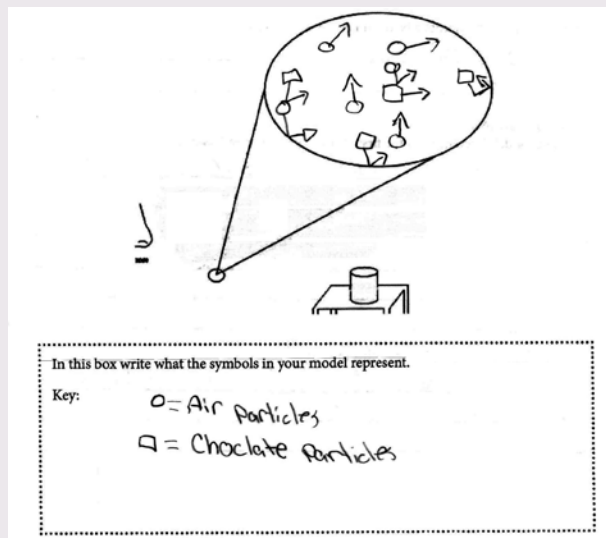 In this box write what the symbols in your model represent.
Key:
O = Air particles
▱ = Choclate particles